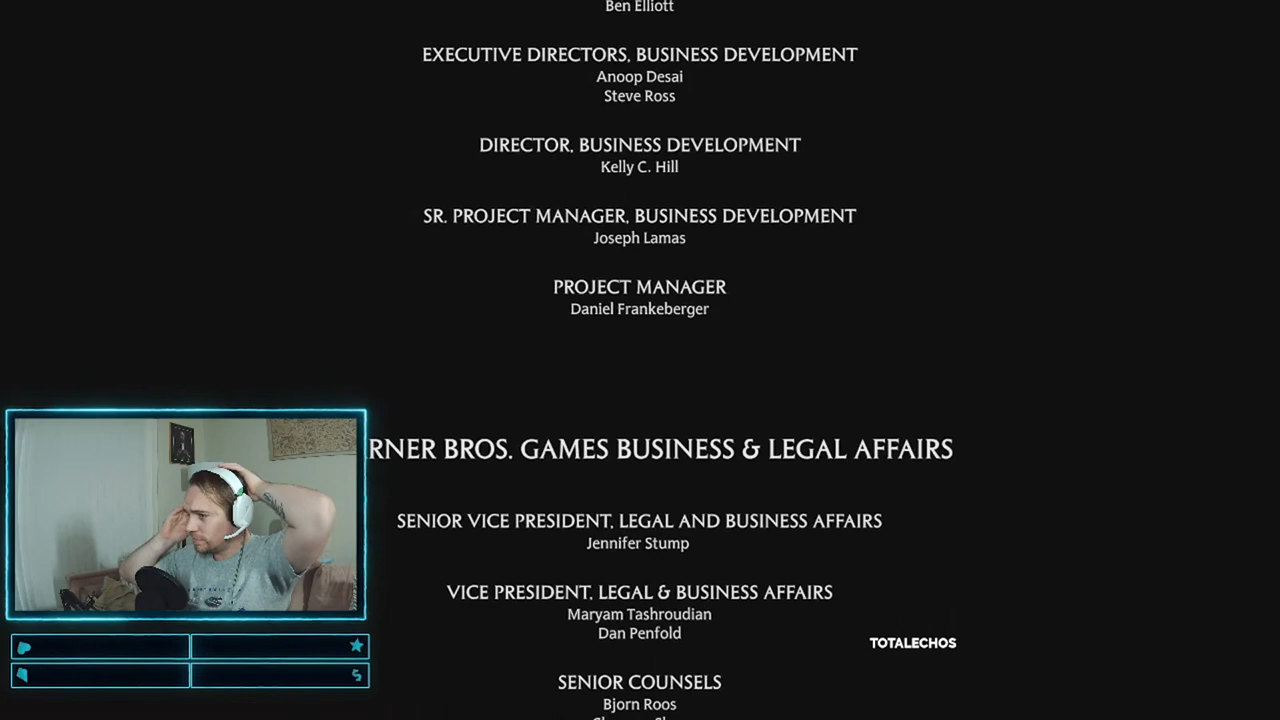 Ben Elliott
EXECUTIVE DIRECTORS, BUSINESS DEVELOPMENT
Anoop Desai
Steve Ross
DIRECTOR, BUSINESS DEVELOPMENT
Kelly C. Hill
SR. PROJECT MANAGER, BUSINESS DEVELOPMENT
Joseph Lamas
PROJECT MANAGER
Daniel Frankeberger
RNER BROS. GAMES BUSINESS & LEGAL AFFAIRS
SENIOR VICE PRESIDENT, LEGAL AND BUSINESS AFFAIRS
Jennifer Stump
VICE PRESIDENT, LEGAL & BUSINESS AFFAIRS
Maryam Tashroudian
Dan Penfold
TOTALECHOS
SENIOR COUNSELS
Bjorn Roos